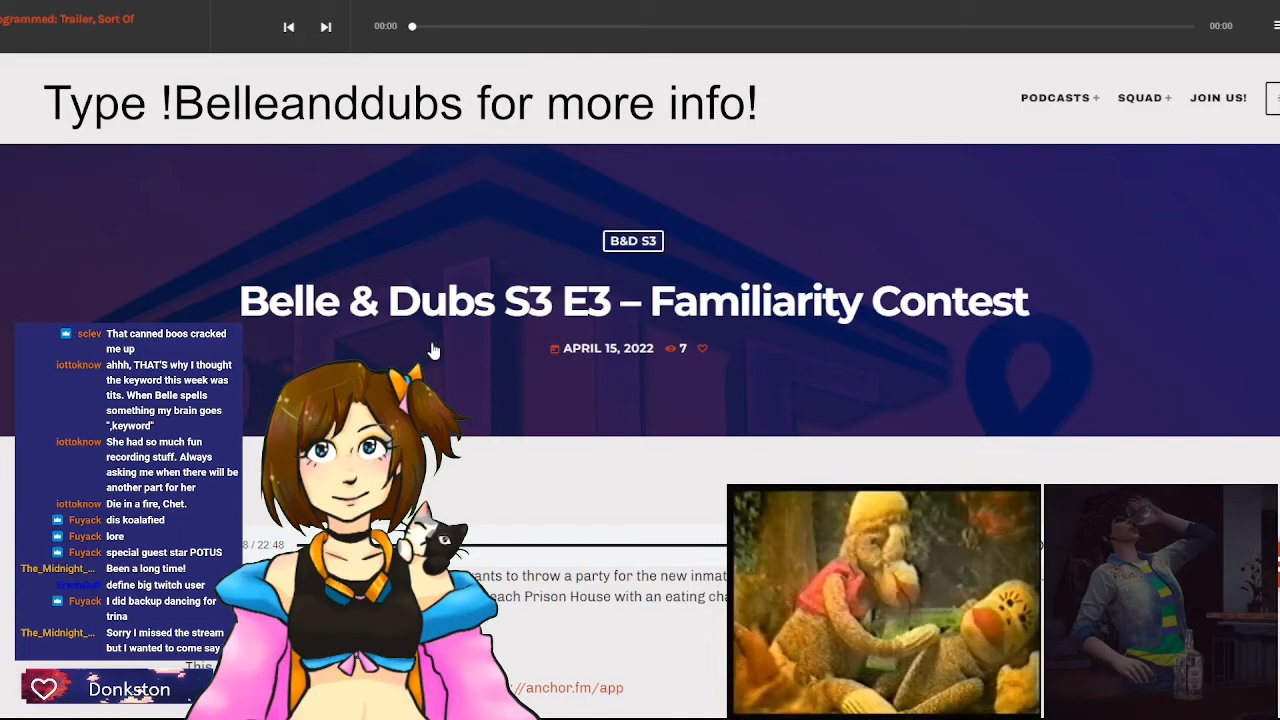 ogrammed: Trailer, Sort Of
00:00
00:00
Type !Belleanddubs for more info!
PODCASTS+
SQUAD+
JOIN US!
B&D S3
Belle & Dubs S3 E3 – Familiarity Contest
APRIL 15, 2022
7
sclev That canned boos cracked
me up
iottoknow ahhh, THAT'S why I thought
the keyword this week was
tits. When Belle spells
something my brain goes
",keyword"
iottoknow She had so much fun
recording stuff. Always
asking me when there will be
another part for her
iottoknow Die in a fire, Chet.
Fuyack dis koalafied
Fuyack lore
Fuyack special guest star POTUS
The_Midnight_... Been a long time!
define big twitch user
Fuyack I did backup dancing for
trina
The_Midnight_... Sorry I missed the stream
but I wanted to come say
Donkston
8 / 22:48
ants to throw a party for the new inmat
each Prison House with an eating cha
This
://anchor.fm/app